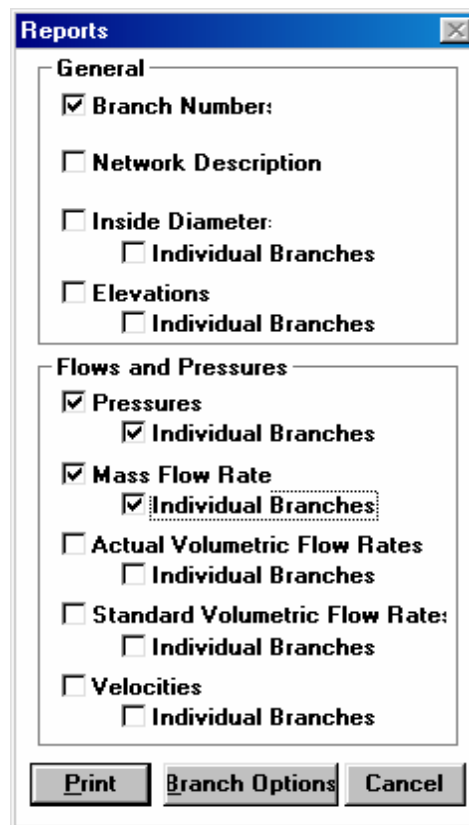 Reports
General
Branch Number:
Network Description
Inside Diameter:
Individual Branches
Elevations
Individual Branches
Flows and Pressures
Pressures
Individual Branches
Mass Flow Rate
Individual Branches
Actual Volumetric Flow Rates
Individual Branches
Standard Volumetric Flow Rate:
Individual Branches
Velocities
Individual Branches
Print
Branch Options
Cancel